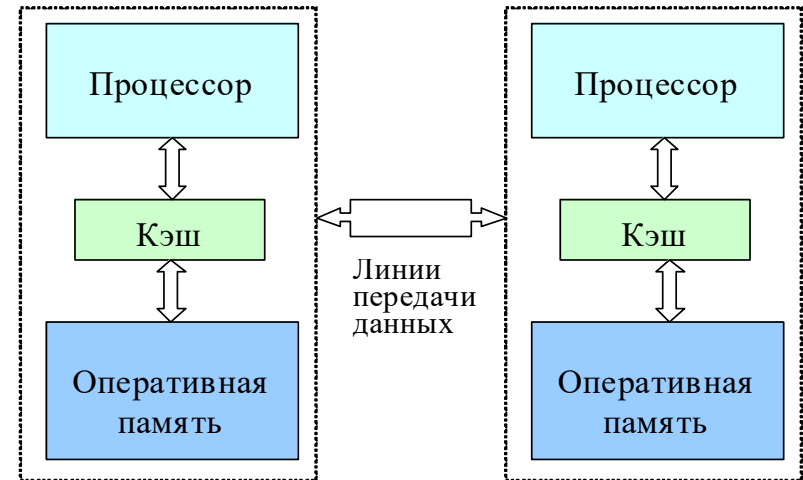 Процессор
Кэш
Оперативная
память
Линии
передачи
данных
Процессор
Кэш
Оперативная
память